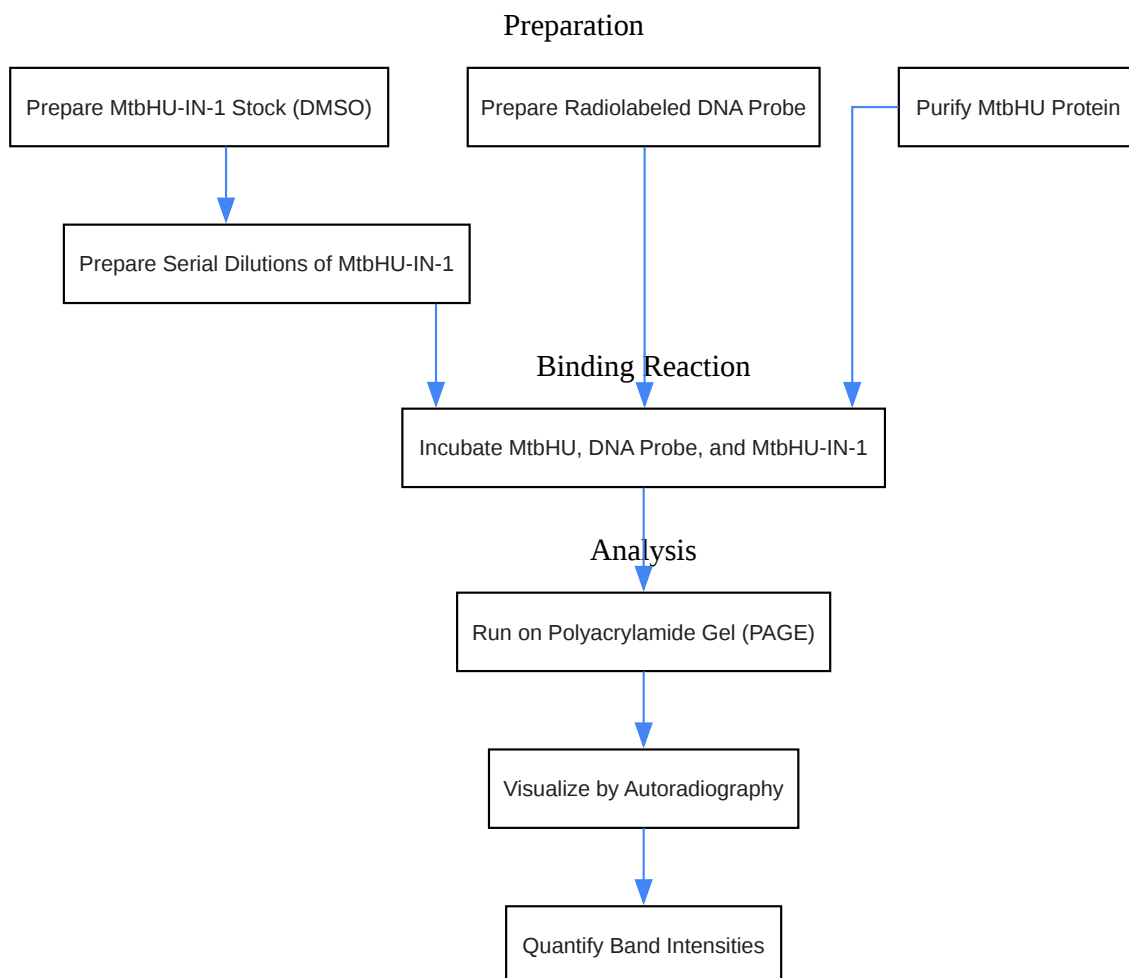 Preparation
Prepare MtbHU-IN-1 Stock (DMSO)
Prepare Radiolabeled DNA Probe
Purify MtbHU Protein
Prepare Serial Dilutions of MtbHU-IN-1
Binding Reaction
Incubate MtbHU, DNA Probe, and MtbHU-IN-1
Analysis
Run on Polyacrylamide Gel (PAGE)
Visualize by Autoradiography
Quantify Band Intensities